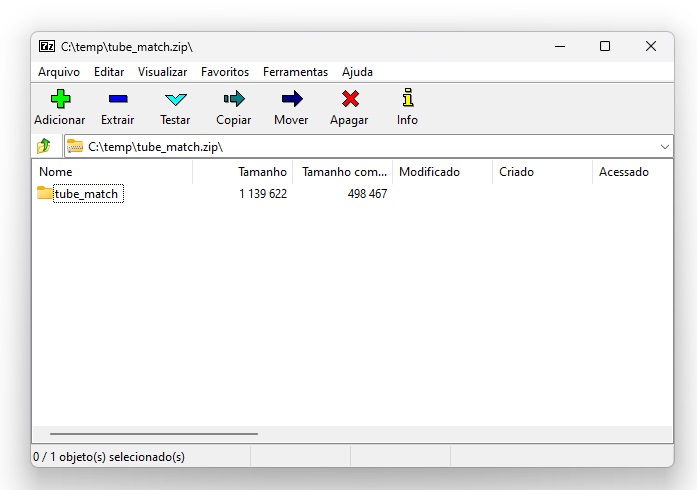 7z C:\temp\tube_match.zip\
Arquivo Editar Visualizar Favoritos Ferramentas Ajuda
Adicionar Extrair Testar Copiar Mover Apagar Info
C:\temp\tube_match.zip\
Nome Tamanho Tamanho com... Modificado Criado Acessado
tube_match 1 139 622 498 467
0 / 1 objeto(s) selecionado(s)